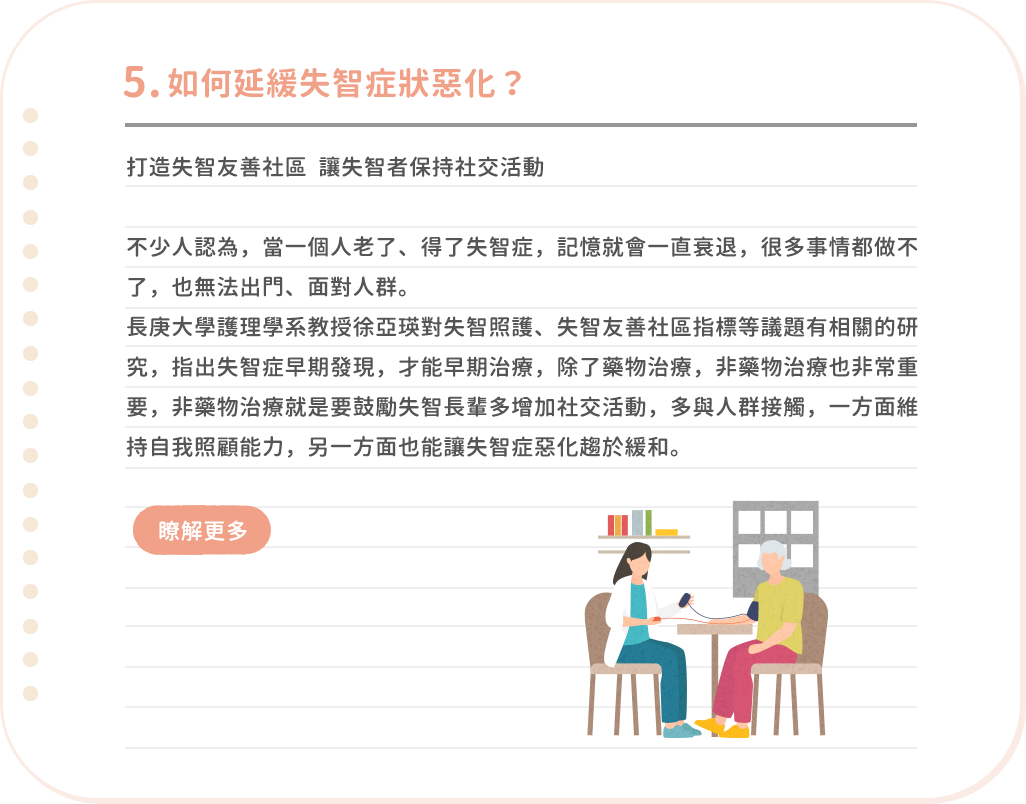 5. 如何延緩失智症狀惡化？
打造失智友善社區 讓失智者保持社交活動
不少人認為，當一個人老了、得了失智症，記憶就會一直衰退，很多事情都做不
了，也無法出門、面對人群。
長庚大學護理學系教授徐亞瑛對失智照護、失智友善社區指標等議題有相關的研
究，指出失智症早期發現，才能早期治療，除了藥物治療，非藥物治療也非常重
要，非藥物治療就是要鼓勵失智長輩多增加社交活動，多與人群接觸，一方面維
持自我照顧能力，另一方面也能讓失智症惡化趨於緩和。
瞭解更多